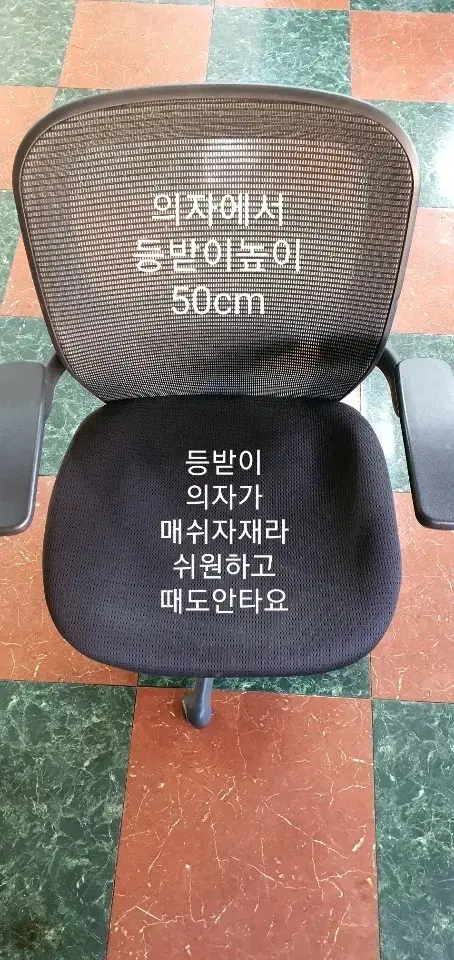 의자에서
등받이높이
50cm
등받이
의자가
매쉬자재라
쉬원하고
때도안타요